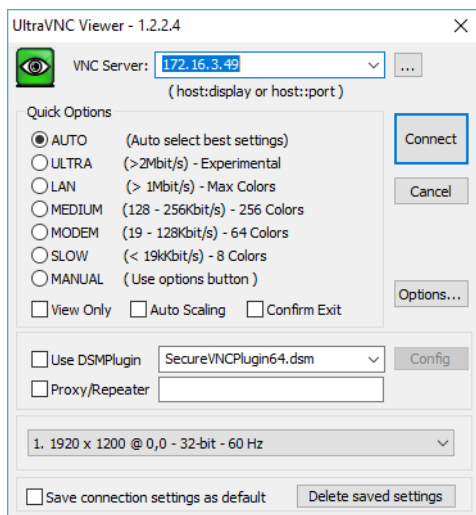 UltraVNC Viewer - 1.2.2.4
VNC Server: 172.16.3.49 ...
( host:display or host::port )
Quick Options
AUTO (Auto select best settings)
ULTRA (>2Mbit/s) - Experimental
LAN (> 1Mbit/s) - Max Colors
MEDIUM (128 - 256Kbit/s) - 256 Colors
MODEM (19 - 128Kbit/s) - 64 Colors
SLOW (< 19kKbit/s) - 8 Colors
MANUAL ( Use options button )
View Only Auto Scaling Confirm Exit
Connect
Cancel
Options...
Use DSMPlugin SecureVNCPlugin64.dsm Config
Proxy/Repeater
1. 1920 x 1200 @ 0,0 - 32-bit - 60 Hz
Save connection settings as default Delete saved settings